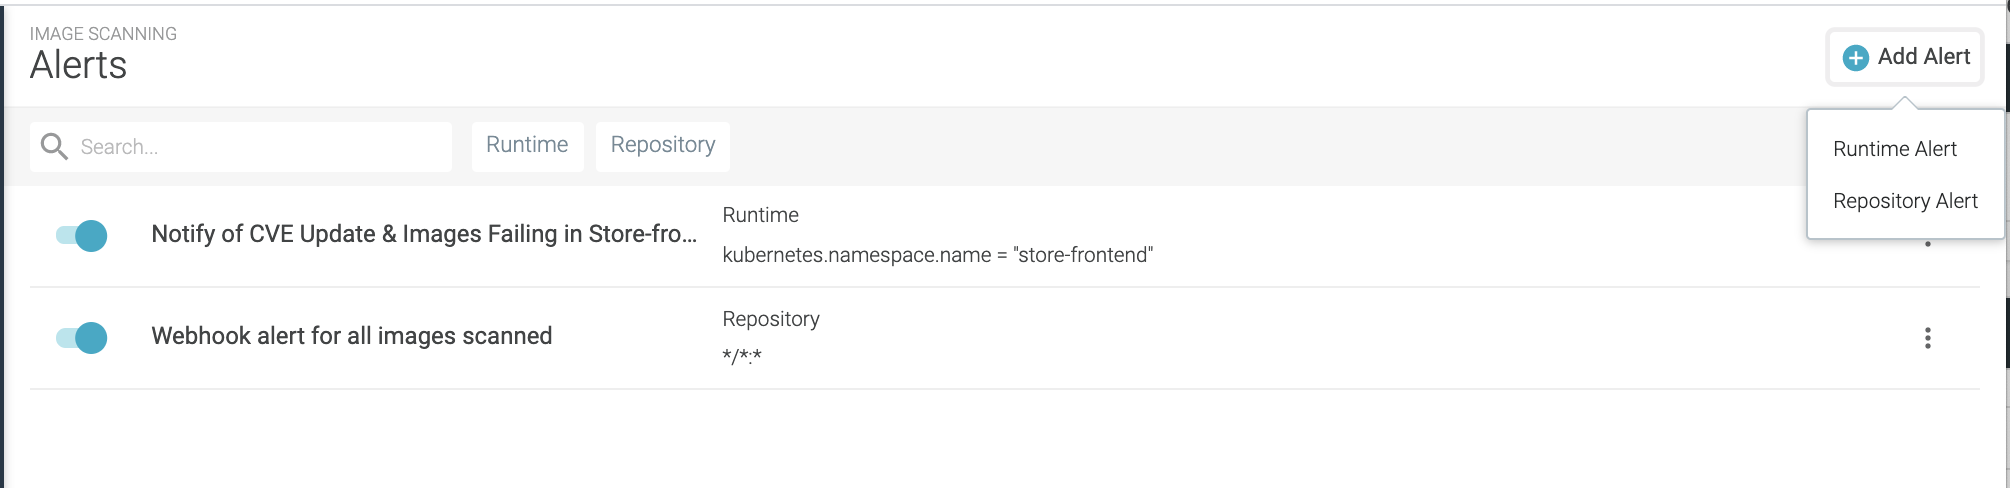 IMAGE SCANNING
Alerts
Add Alert
Search...
Runtime
Repository
Runtime Alert
Repository Alert
Notify of CVE Update & Images Failing in Store-fro...
Runtime
kubernetes.namespace.name = "store-frontend"
Webhook alert for all images scanned
Repository
*/*:*